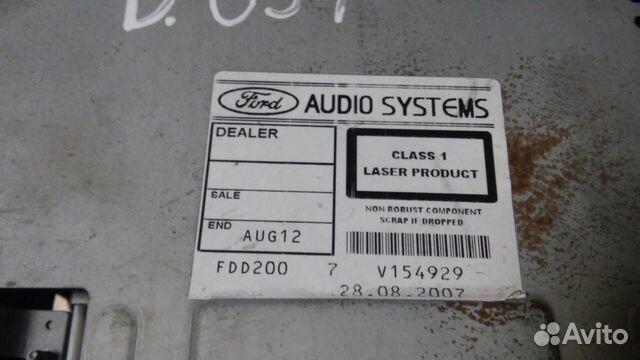 Ford AUDIO SYSTEMS
DEALER
CLASS 1
LASER PRODUCT
SALE
NON ROBUST COMPONENT
SCRAP IF DROPPED
END AUG12
FDD200 7 V154929
28.08.2007
Avito